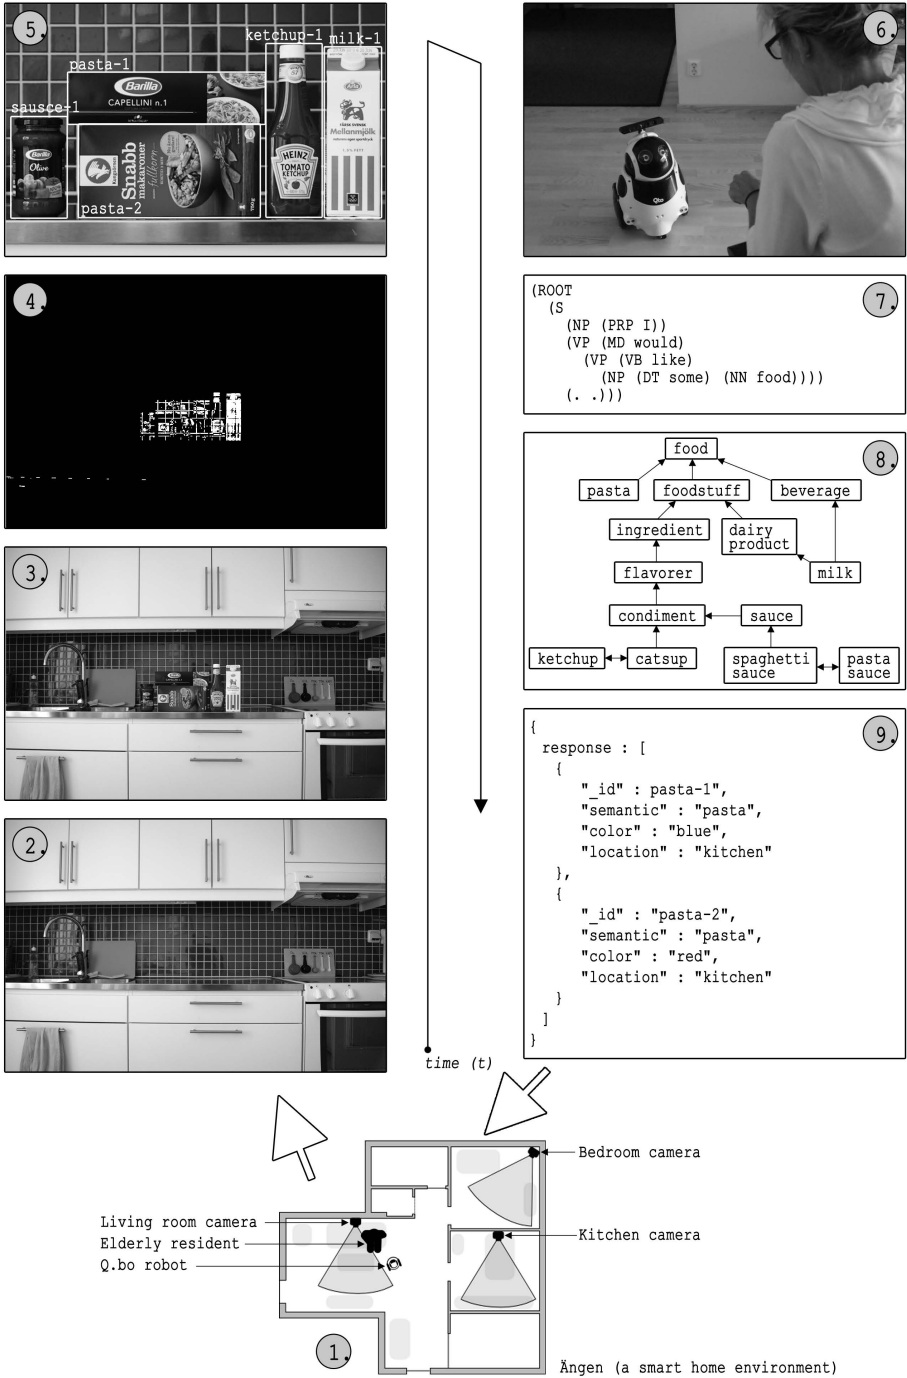 5.
ketchup-1
milk-1
pasta-1
sausce-1
pasta-2
Barilla
CAPELLINI n.1
Barilla
Olive
Snabb
makaroner
fullkorn
HEINZ
TOMATO
KETCHUP
Mellanmjölk
6.
Qbo
4.
7.
(ROOT
(S
(NP (PRP I))
(VP (MD would)
(VP (VB like)
(NP (DT some) (NN food))))
(. .)))
8.
food
pasta
foodstuff
beverage
ingredient
dairy
product
flavorer
milk
condiment
sauce
ketchup
catsup
spaghetti
sauce
pasta
sauce
3.
9.
{
response : [
{
"_id" : pasta-1",
"semantic" : "pasta",
"color" : "blue",
"location" : "kitchen"
},
{
"_id" : "pasta-2",
"semantic" : "pasta",
"color" : "red",
"location" : "kitchen"
}
]
}
2.
time (t)
Bedroom camera
Living room camera
Elderly resident
Q.bo robot
Kitchen camera
1.
Ängen (a smart home environment)